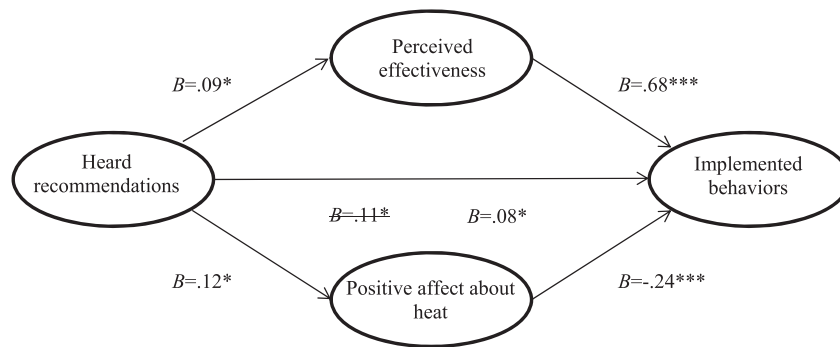 Perceived
effectiveness
B=.09*
B=.68***
Heard
recommendations
Implemented
behaviors
B=.11* B=.08*
B=.12*
B=-.24***
Positive affect about
heat